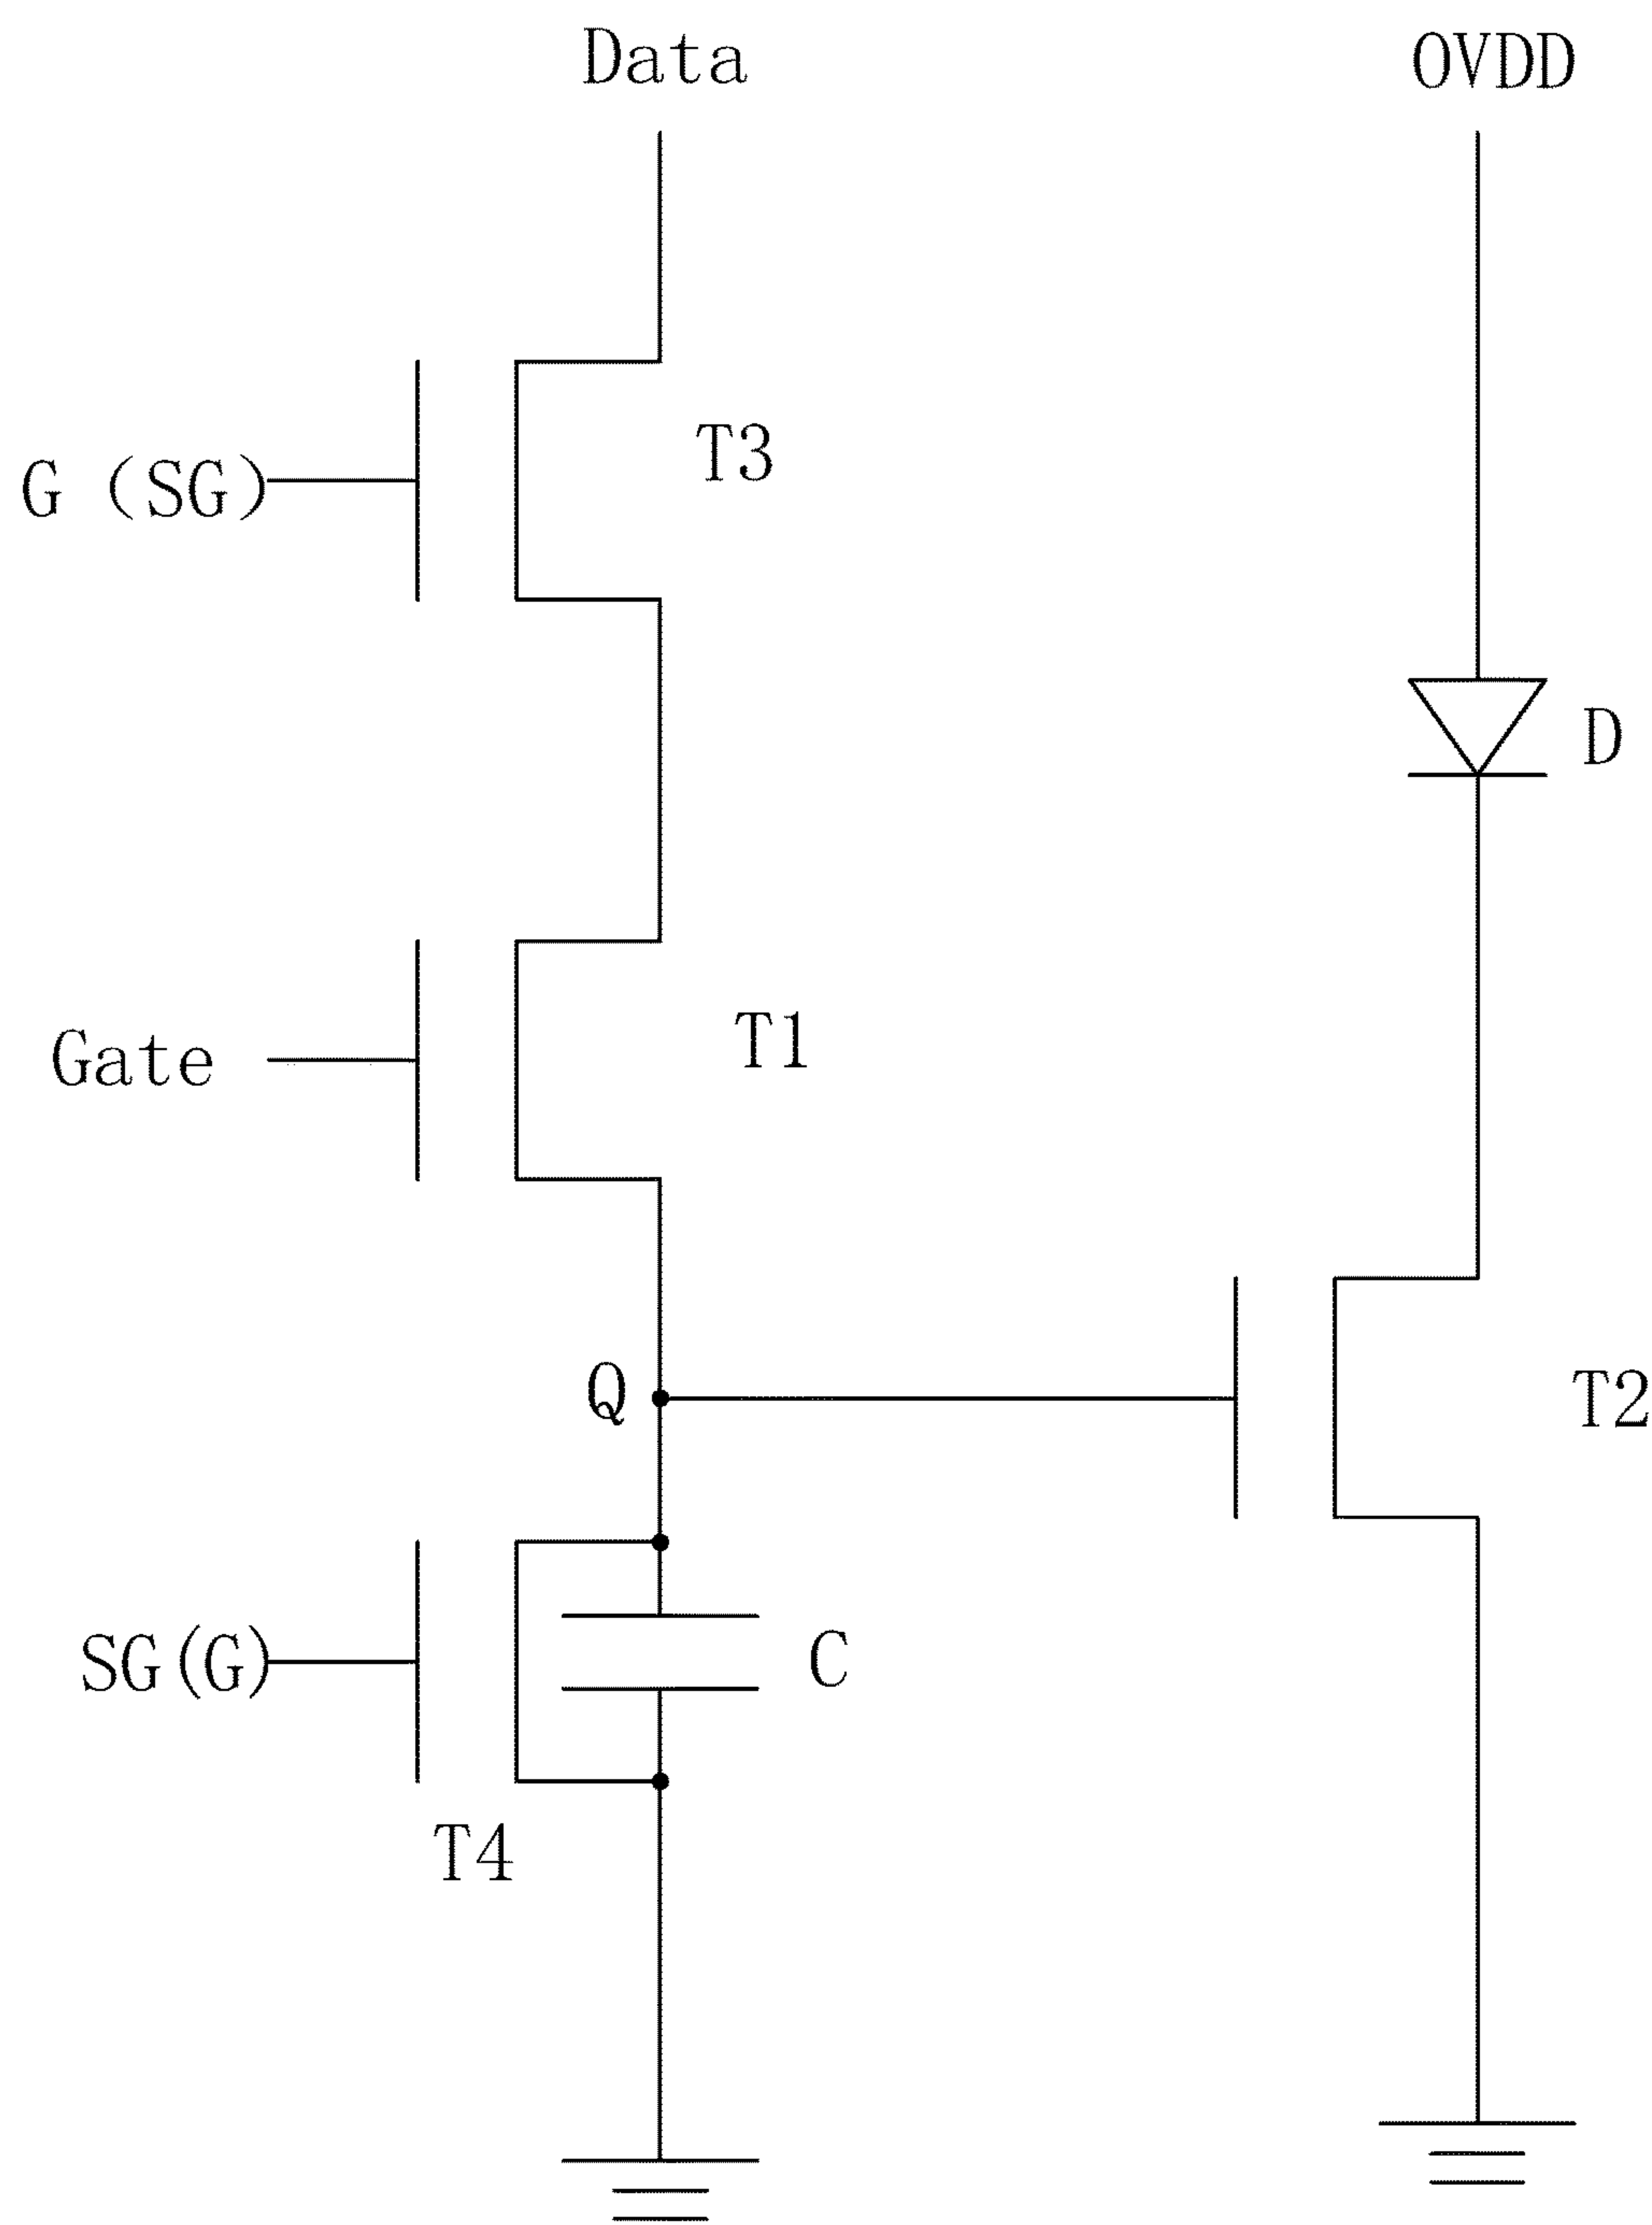 Data
OVDD
T3
G (SG)
D
T1
Gate
Q
T2
SG(G)
C
T4